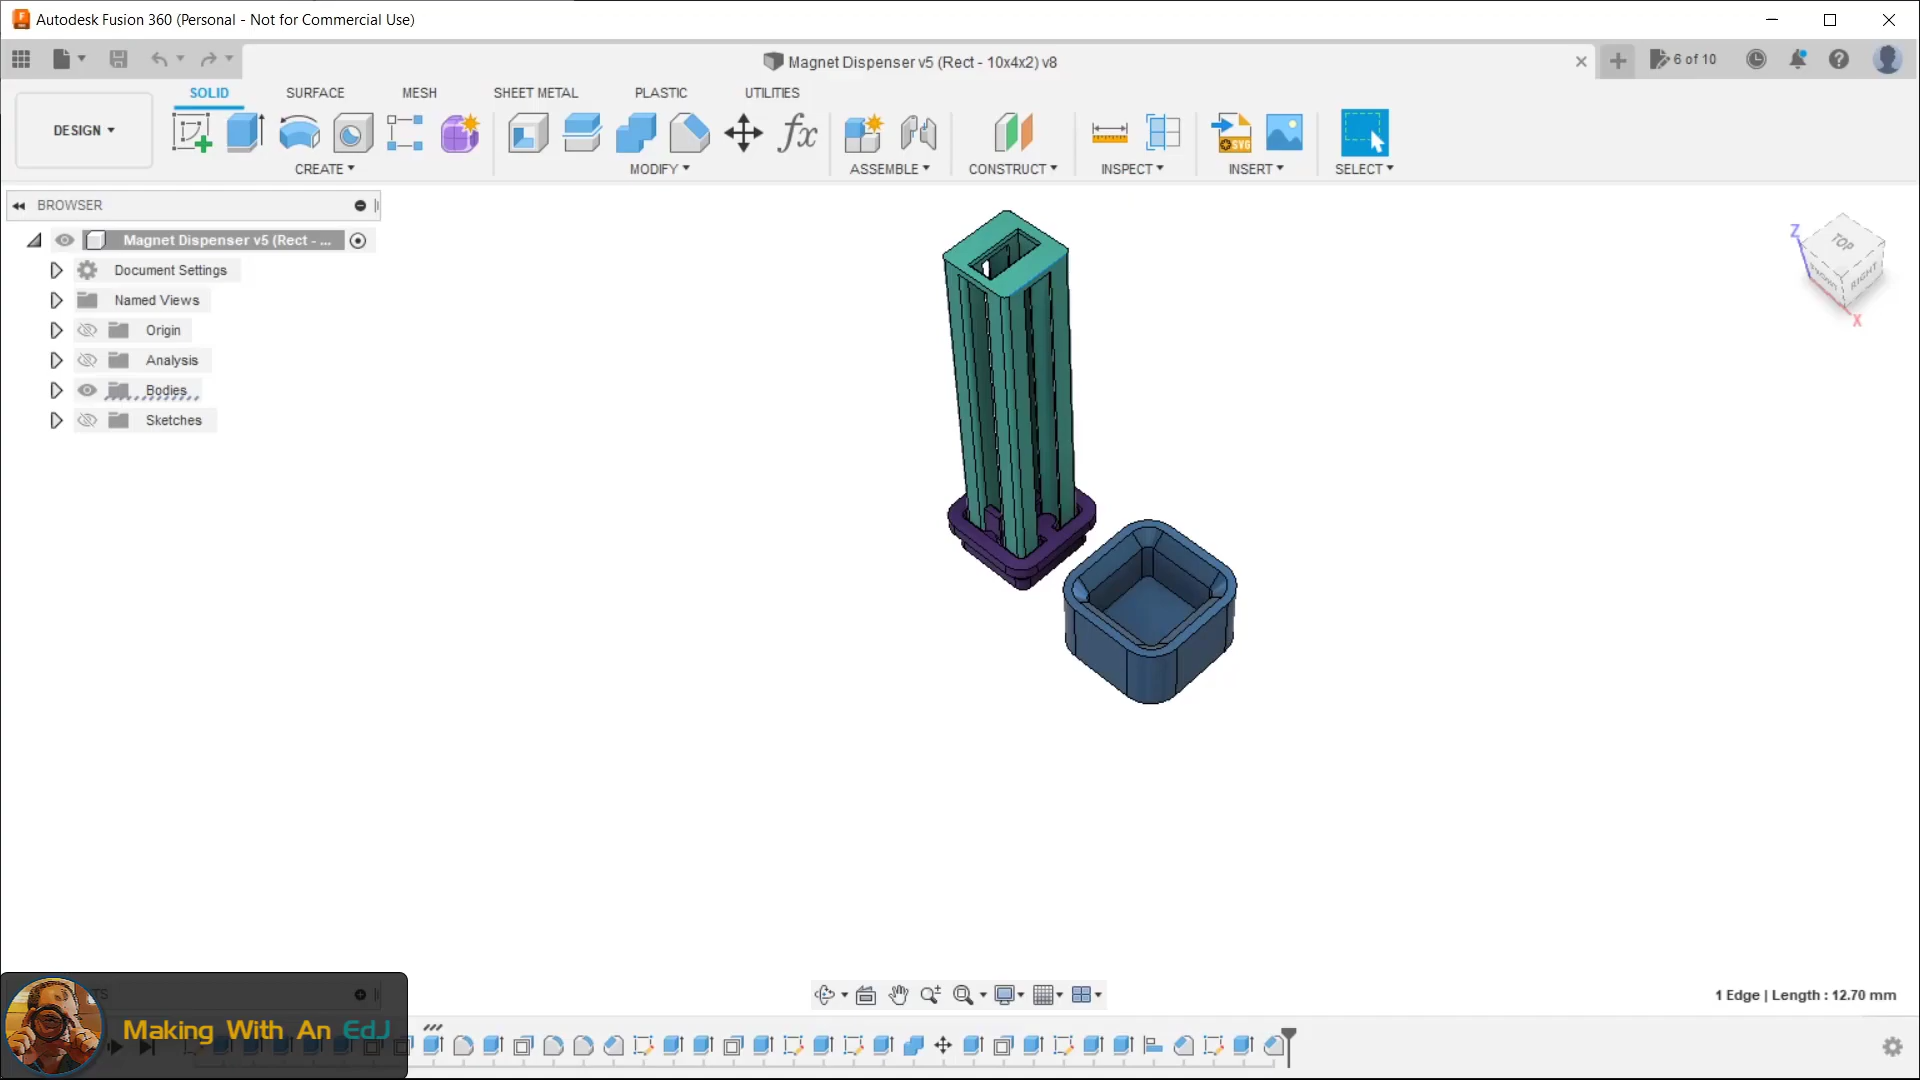 Autodesk Fusion 360 (Personal - Not for Commercial Use)
Magnet Dispenser v5 (Rect - 10x4x2) v8
6 of 10
SOLID SURFACE MESH SHEET METAL PLASTIC UTILITIES
DESIGN
fx
SVG
CREATE MODIFY ASSEMBLE CONSTRUCT INSPECT INSERT SELECT
BROWSER
Magnet Dispenser v5 (Rect - ...
Document Settings
Named Views
Origin
Analysis
Bodies
Sketches
Z
TOP
FRONT
RIGHT
X
1 Edge | Length : 12.70 mm
Making With An EdJ